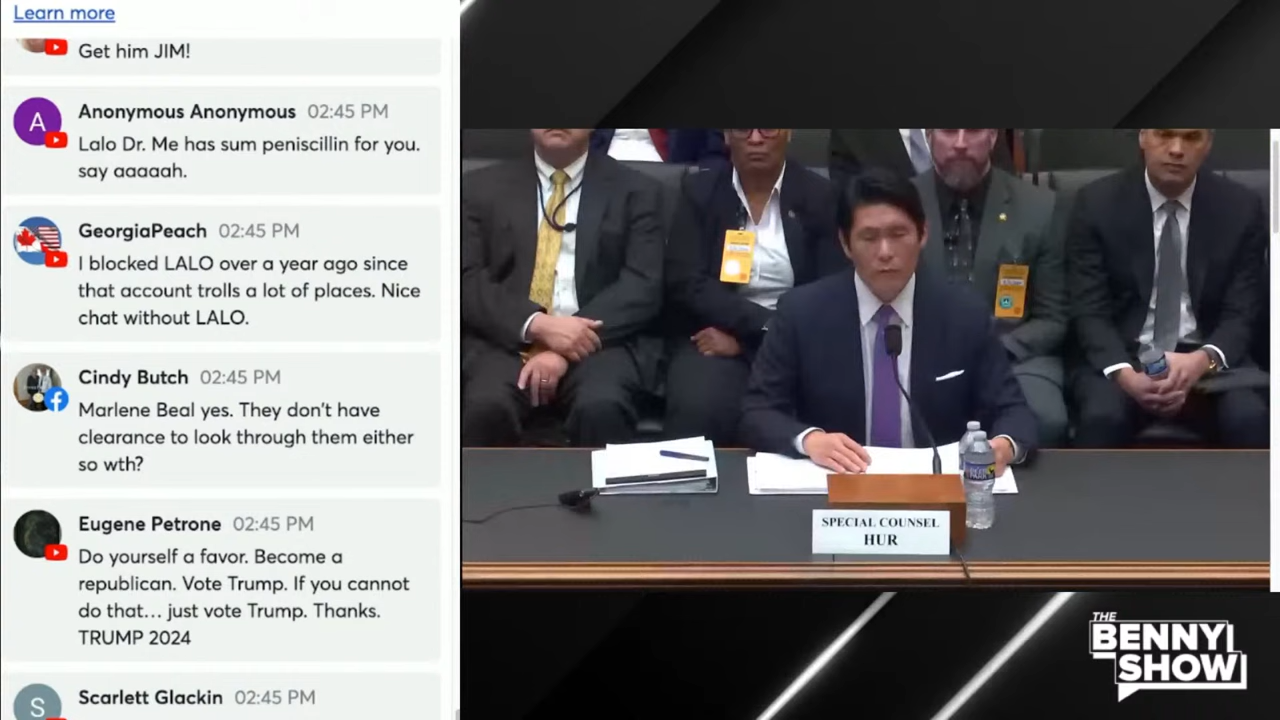 Learn more
Get him JIM!
Anonymous Anonymous 02:45 PM
A
Lalo Dr. Me has sum peniscillin for you.
say aaaaah.
GeorgiaPeach 02:45 PM
I blocked LALO over a year ago since
that account trolls a lot of places. Nice
chat without LALO.
Cindy Butch 02:45 PM
Marlene Beal yes. They don't have
clearance to look through them either
so wth?
Eugene Petrone 02:45 PM
Do yourself a favor. Become a
republican. Vote Trump. If you cannot
do that... just vote Trump. Thanks.
TRUMP 2024
S
Scarlett Glackin 02:45 PM
SPECIAL COUNSEL
HUR
THE
BENNY
SHOW